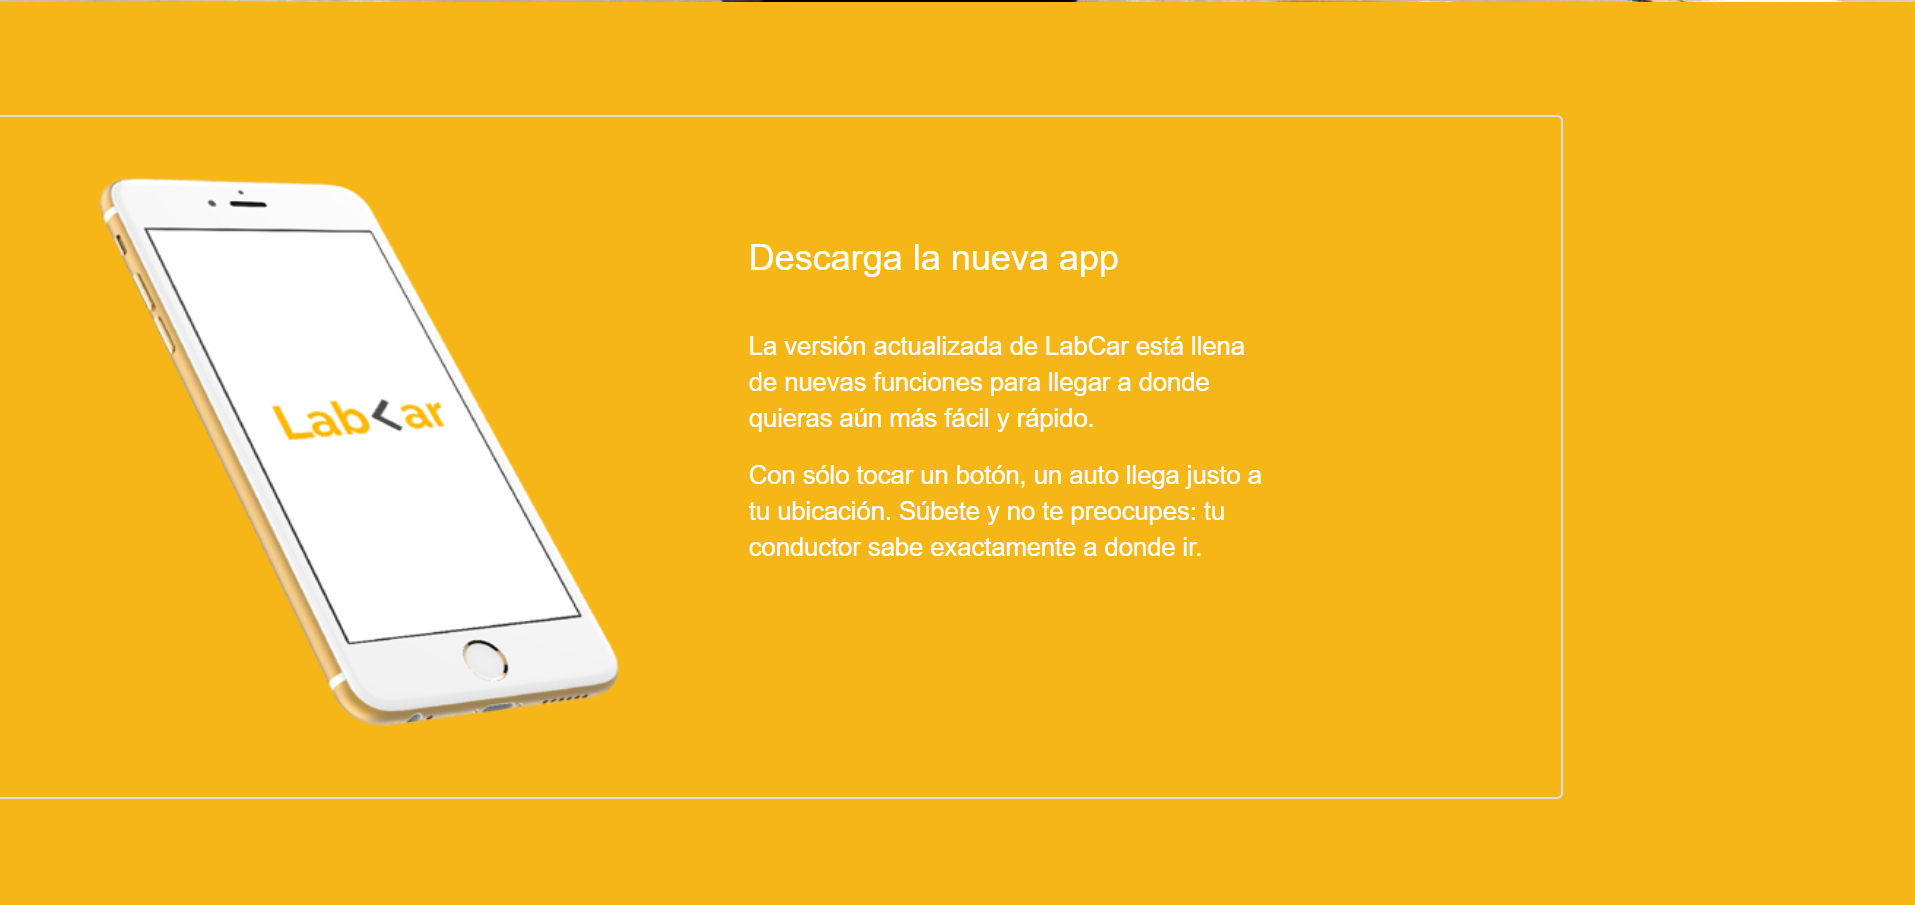 LabCar
Descarga la nueva app
La versión actualizada de LabCar está llena
de nuevas funciones para llegar a donde
quieras aún más fácil y rápido.
Con sólo tocar un botón, un auto llega justo a
tu ubicación. Súbete y no te preocupes: tu
conductor sabe exactamente a donde ir.